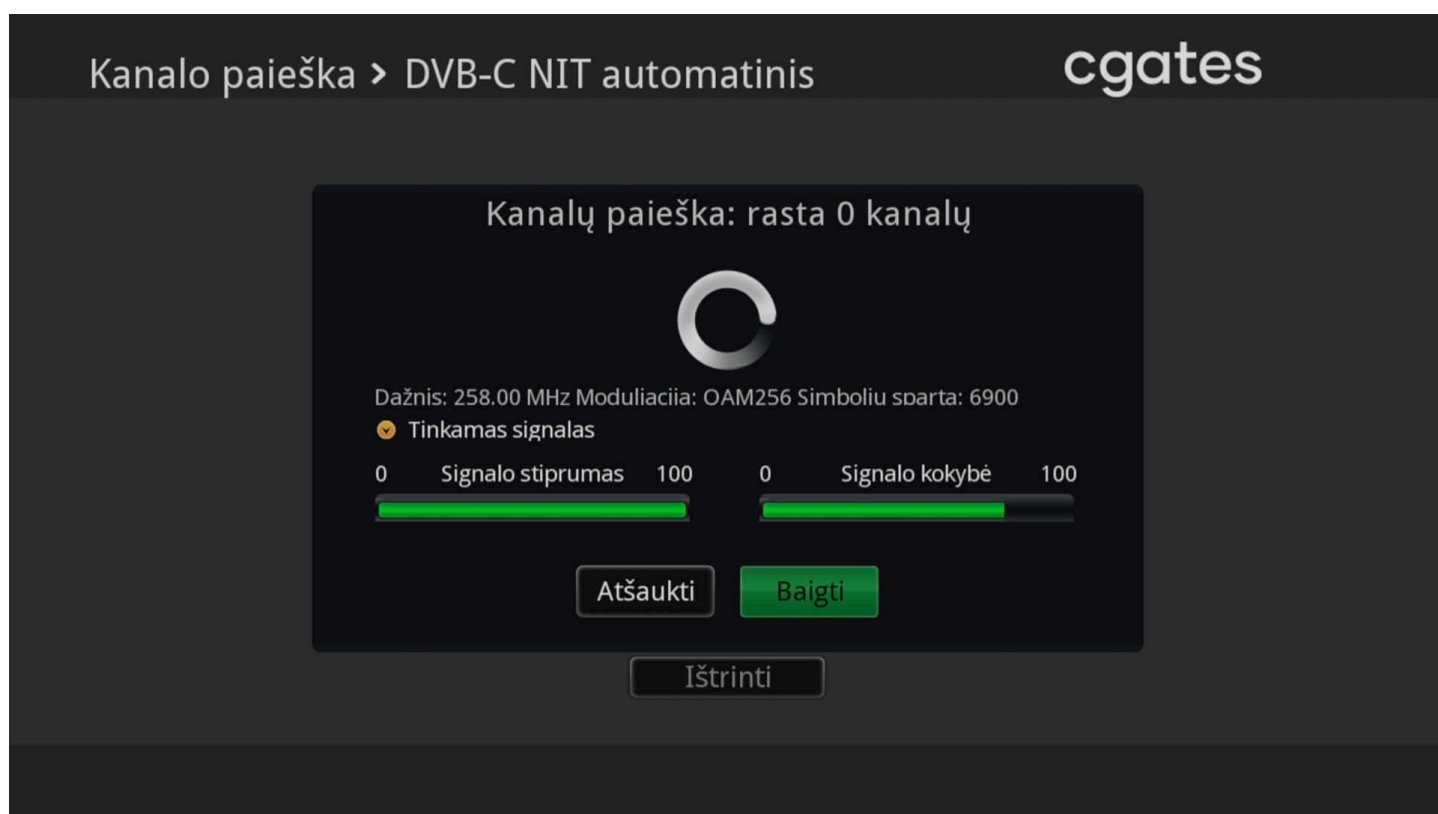 Kanalo paieška > DVB-C NIT automatinis
cgates
Kanalų paieška: rasta 0 kanalų
Dažnis: 258.00 MHz Moduliacija: QAM256 Simbolių sparta: 6900
Tinkamas signalas
0 Signalo stiprumas 100
0 Signalo kokybė 100
Atšaukti
Baigti
Ištrinti